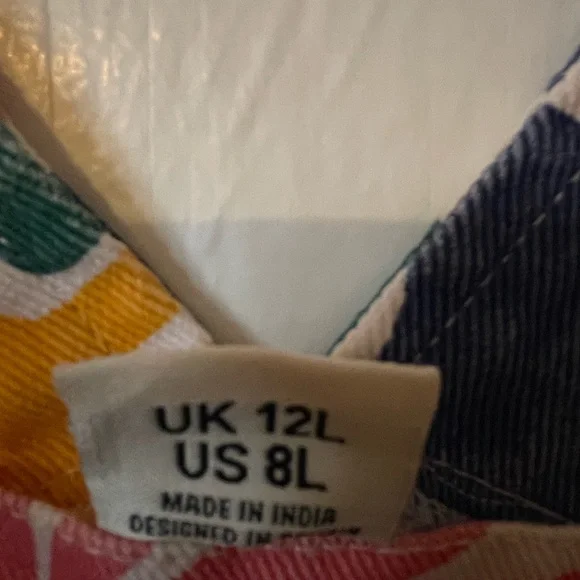 UK 12L
US 8L
MADE IN INDIA
DESIGNED IN